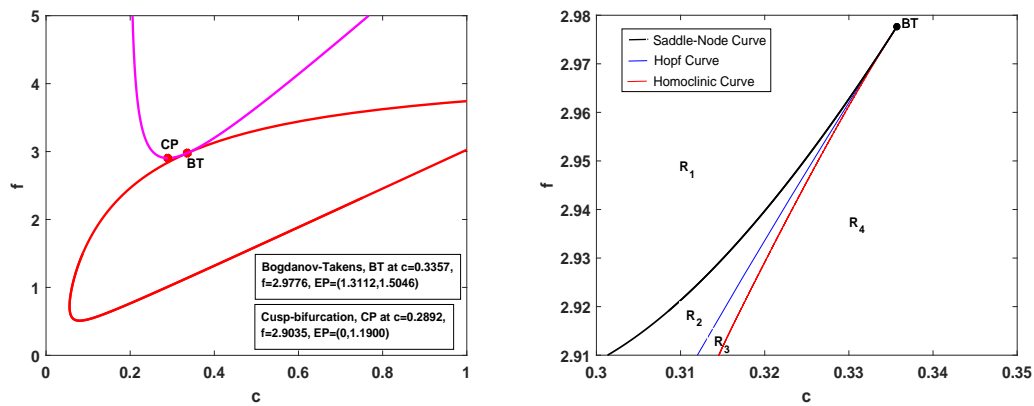 5
4
3
2
1
0
f
0 0.2 0.4 0.6 0.8 1
c
CP
BT
Bogdanov-Takens, BT at c=0.3357,
f=2.9776, EP=(1.3112,1.5046)
Cusp-bifurcation, CP at c=0.2892,
f=2.9035, EP=(0,1.1900)
2.98
2.97
2.96
2.95
2.94
2.93
2.92
2.91
f
0.3 0.31 0.32 0.33 0.34 0.35
c
BT
Saddle-Node Curve
Hopf Curve
Homoclinic Curve
R1
R4
R2
R3